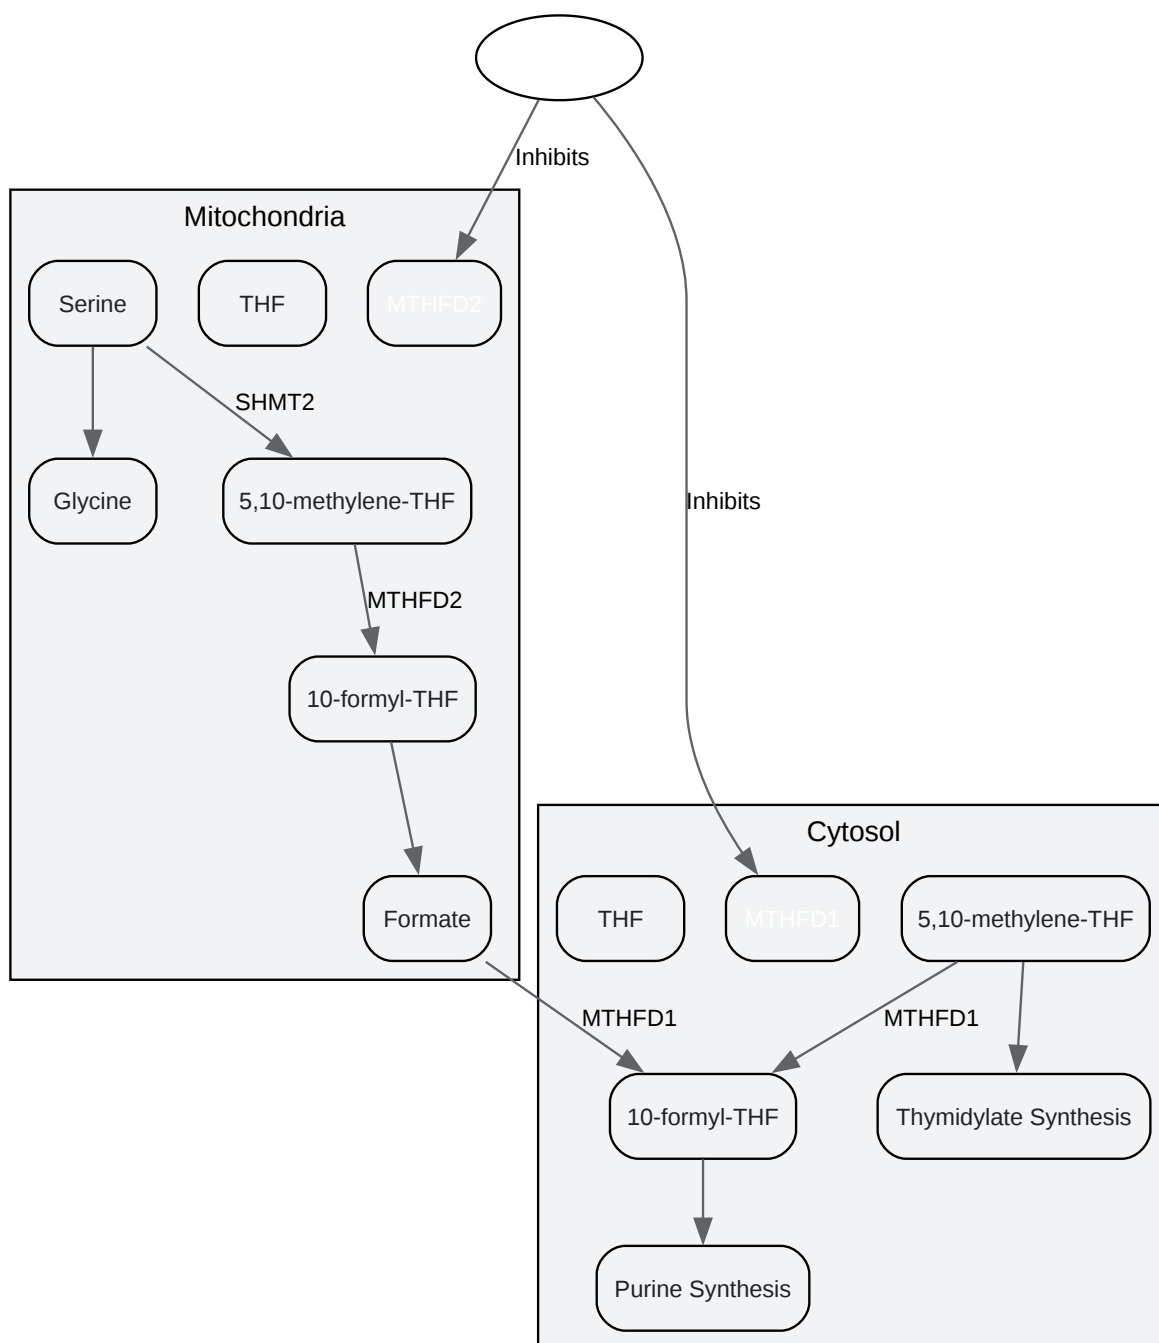 Inhibits
Mitochondria
Serine
THF
MTHFD2
SHMT2
Glycine
5,10-methylene-THF
Inhibits
MTHFD2
10-formyl-THF
Cytosol
Formate
THF
MTHFD1
5,10-methylene-THF
MTHFD1
MTHFD1
10-formyl-THF
Thymidylate Synthesis
Purine Synthesis